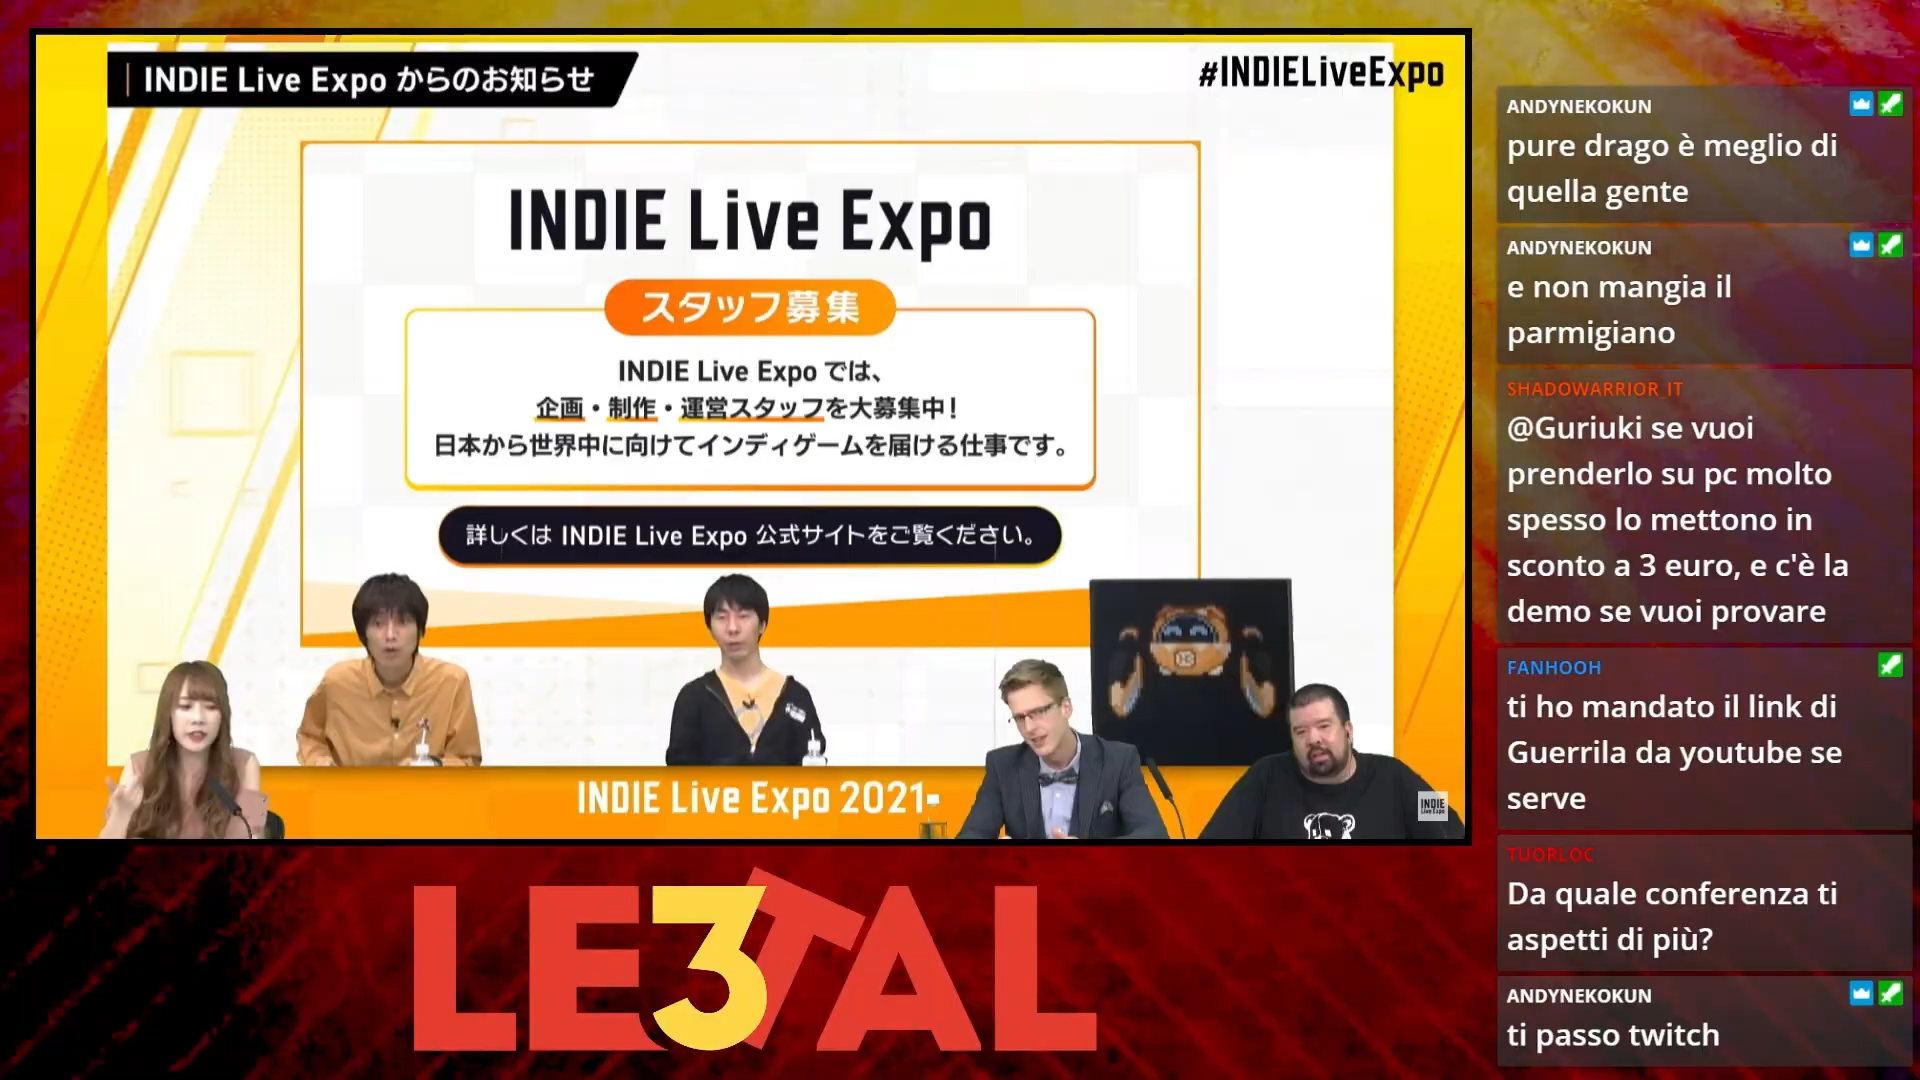 INDIE Live Expo からのお知らせ
#INDIELiveExpo
INDIE Live Expo
スタッフ募集
INDIE Live Expo では、
企画・制作・運営スタッフを大募集中!
日本から世界中に向けてインディゲームを届ける仕事です。
詳しくは INDIE Live Expo 公式サイトをご覧ください。
INDIE Live Expo 2021
INDIE
Live Expo
LE3TAL
ANDYNEKOKUN
pure drago è meglio di
quella gente
ANDYNEKOKUN
e non mangia il
parmigiano
SHADOWARRIOR_IT
@Guriuki se vuoi
prenderlo su pc molto
spesso lo mettono in
sconto a 3 euro, e c'è la
demo se vuoi provare
FANHOOH
ti ho mandato il link di
Guerrila da youtube se
serve
TUORLOC
Da quale conferenza ti
aspetti di più?
ANDYNEKOKUN
ti passo twitch